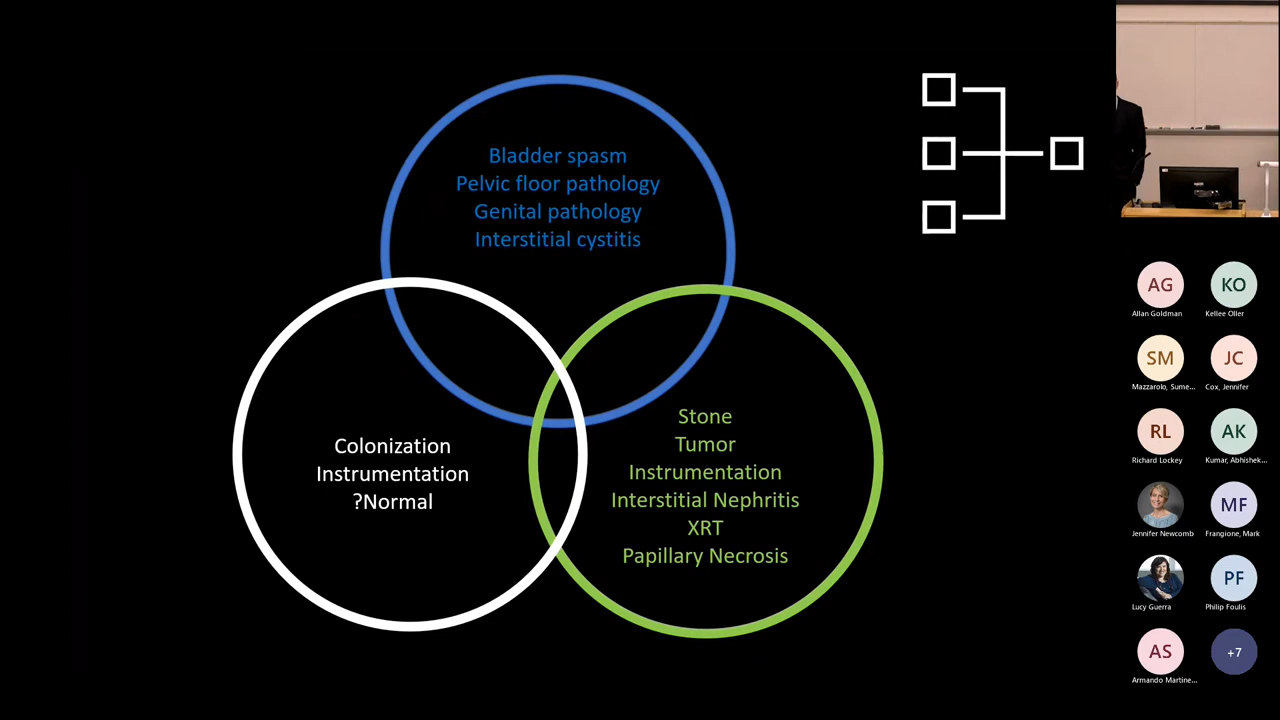 Bladder spasm
Pelvic floor pathology
Genital pathology
Interstitial cystitis
Colonization
Instrumentation
?Normal
Stone
Tumor
Instrumentation
Interstitial Nephritis
XRT
Papillary Necrosis
AG
KO
Allan Goldman
Kellee Oller
SM
JC
Mazzarolo, Sume...
Cox, Jennifer
RL
AK
Richard Lockey
Kumar, Abhishek...
MF
Jennifer Newcomb
Frangione, Mark
PF
Lucy Guerra
Philip Foulis
AS
+7
Armando Martine...